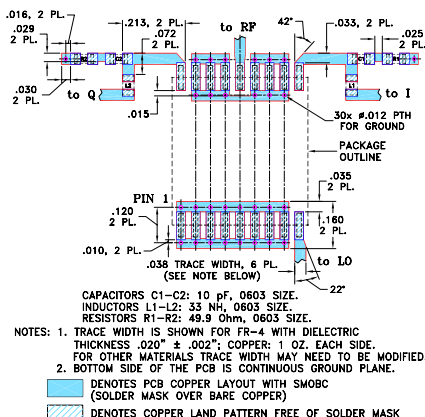 .016, 2 PL.
.029
2 PL.
.213, 2 PL.
.072
2 PL.
to RF
42°
.033, 2 PL.
.025
2 PL.
R2
C2
C1
R1
L2
L1
.030
2 PL.
to Q
.015
to I
30x ø.012 PTH
FOR GROUND
PACKAGE
OUTLINE
PIN 1
.035
2 PL.
.120
2 PL.
.160
2 PL.
.010, 2 PL.
.038 TRACE WIDTH, 6 PL.
(SEE NOTE BELOW)
to LO
22°
CAPACITORS C1-C2: 10 pF, 0603 SIZE.
INDUCTORS L1-L2: 33 NH, 0603 SIZE.
RESISTORS R1-R2: 49.9 Ohm, 0603 SIZE.
NOTES: 1. TRACE WIDTH IS SHOWN FOR FR-4 WITH DIELECTRIC
THICKNESS .020" ± .002"; COPPER: 1 OZ. EACH SIDE.
FOR OTHER MATERIALS TRACE WIDTH MAY NEED TO BE MODIFIED.
2. BOTTOM SIDE OF THE PCB IS CONTINUOUS GROUND PLANE.
DENOTES PCB COPPER LAYOUT WITH SMOBC
(SOLDER MASK OVER BARE COPPER)
DENOTES COPPER LAND PATTERN FREE OF SOLDER MASK